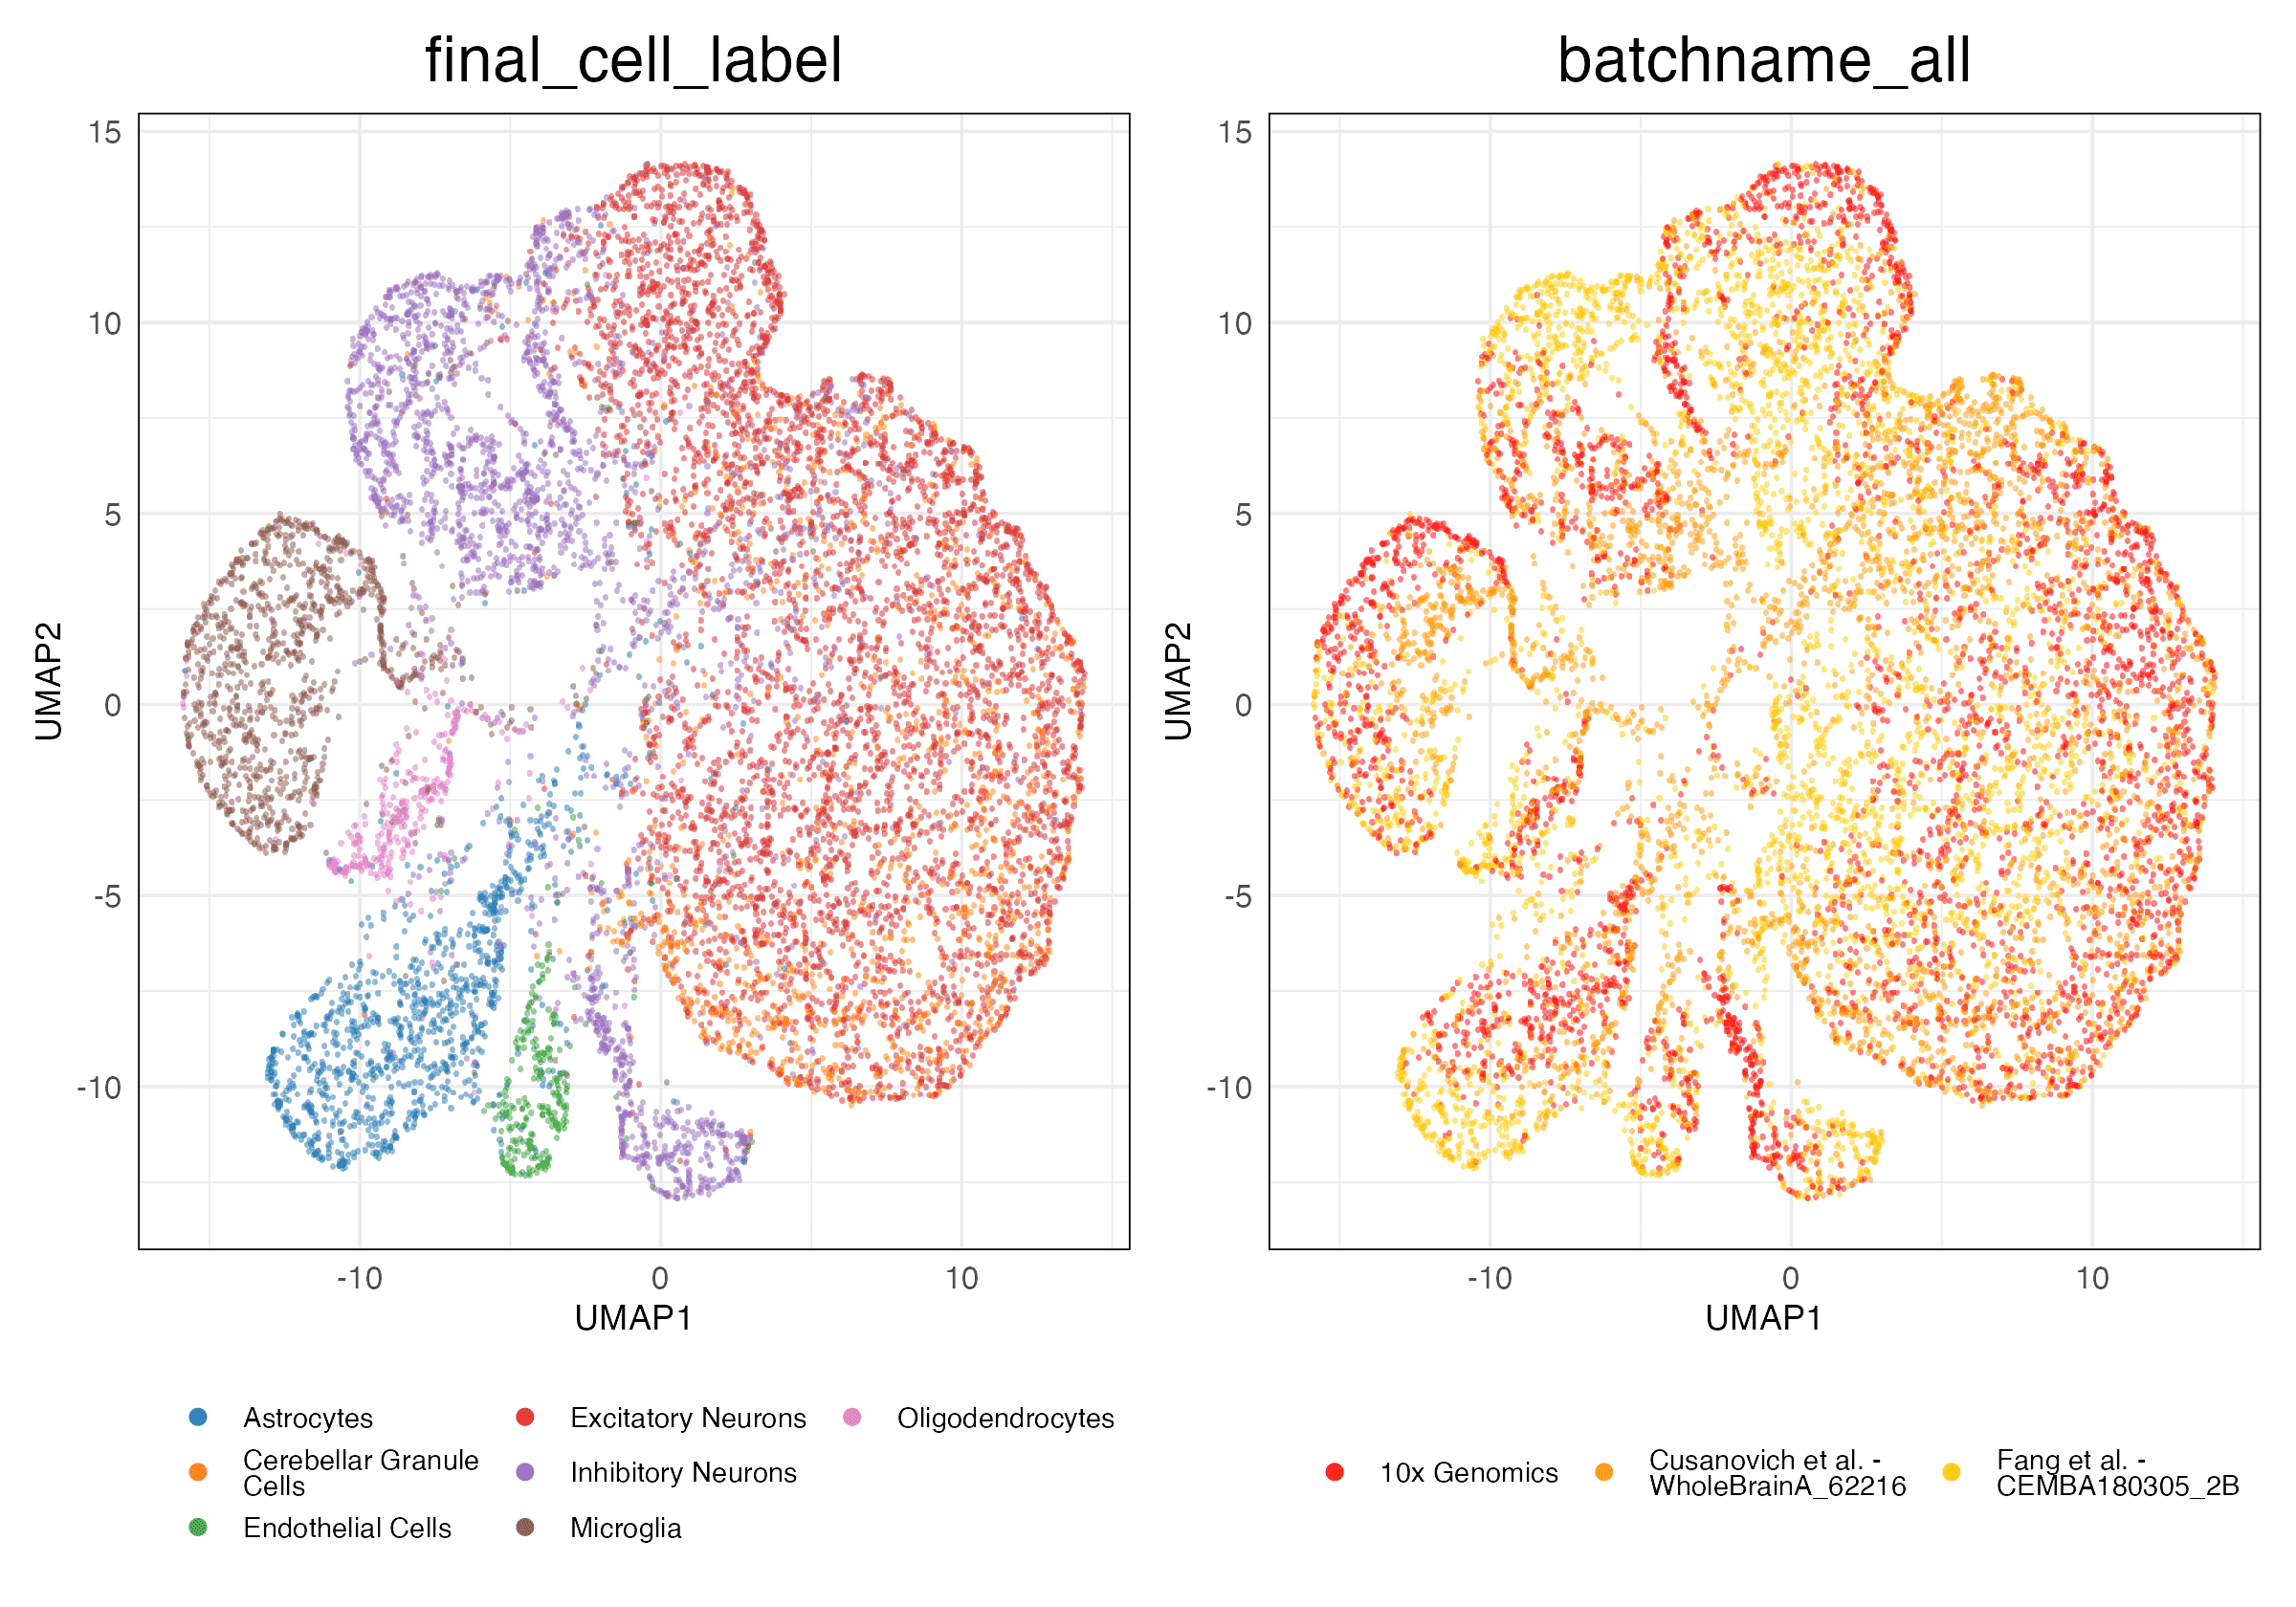 final_cell_label
batchname_all
15
10
5
0
-5
-10
UMAP2
-10
0
10
UMAP1
15
10
5
0
-5
-10
UMAP2
-10
0
10
UMAP1
Astrocytes
Cerebellar Granule
Cells
Endothelial Cells
Excitatory Neurons
Inhibitory Neurons
Microglia
Oligodendrocytes
10x Genomics
Cusanovich et al. -
WholeBrainA_62216
Fang et al. -
CEMBA180305_2B